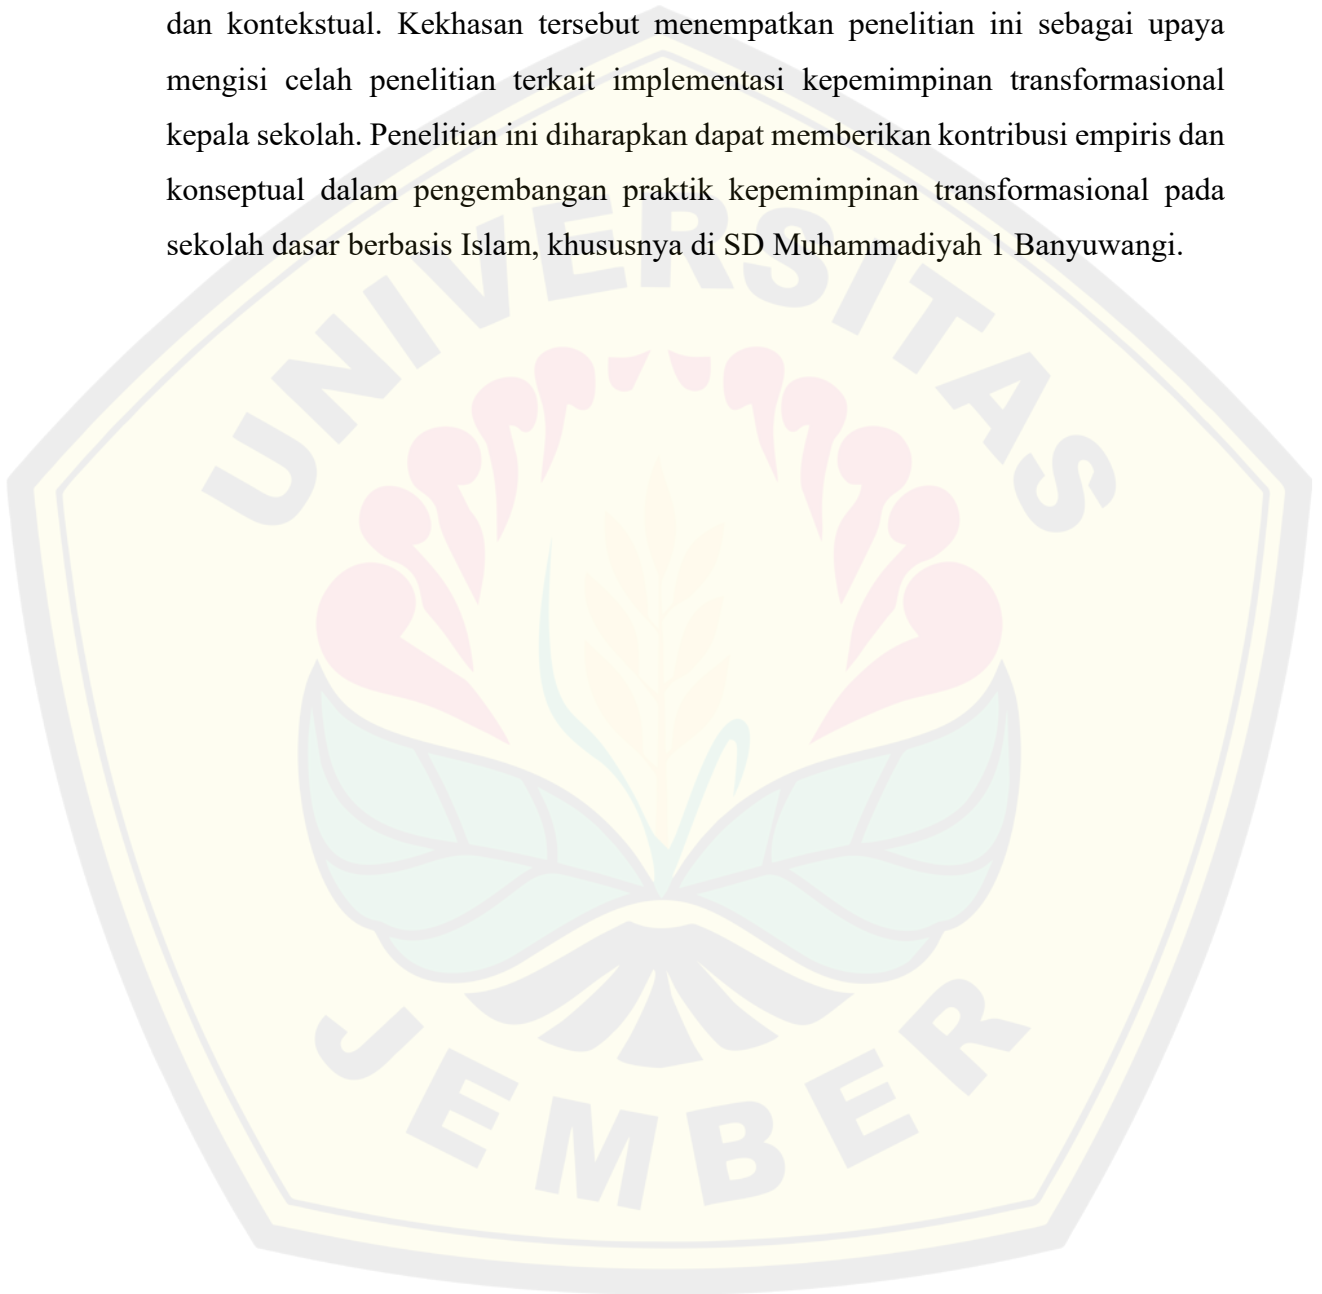 dan kontekstual. Kekhasan tersebut menempatkan penelitian ini sebagai upaya
mengisi celah penelitian terkait implementasi kepemimpinan transformasional
kepala sekolah. Penelitian ini diharapkan dapat memberikan kontribusi empiris dan
konseptual dalam pengembangan praktik kepemimpinan transformasional pada
sekolah dasar berbasis Islam, khususnya di SD Muhammadiyah 1 Banyuwangi.
UNIVERSITAS
JEMBER